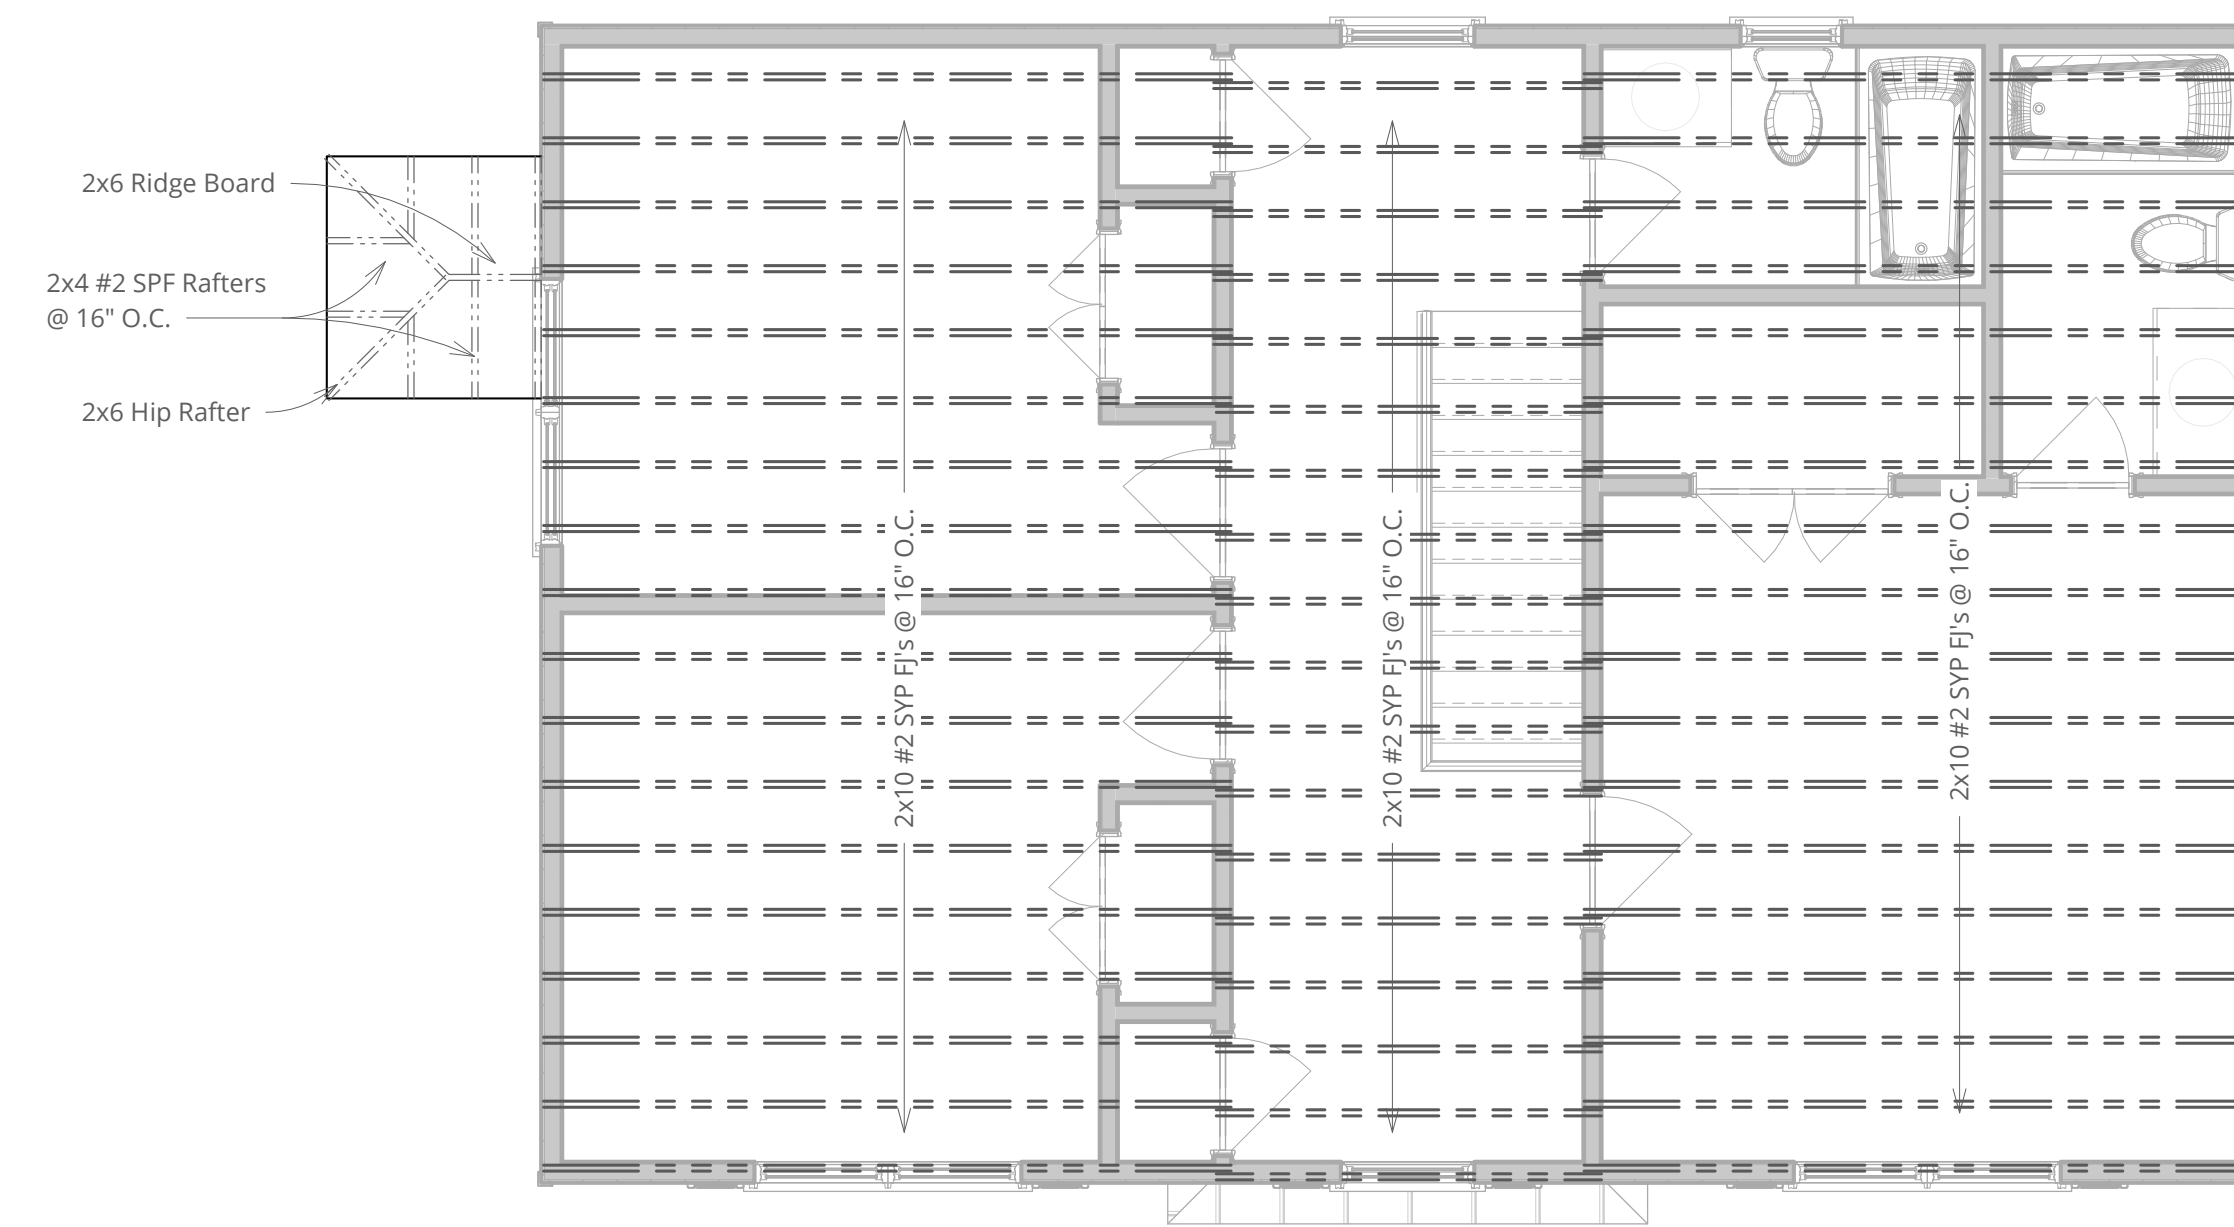 2x6 Ridge Board
2x4 #2 SPF Rafters
@ 16" O.C.
2x6 Hip Rafter
2x10 #2 SYP FJ's @ 16" O.C.
2x10 #2 SYP FJ's @ 16" O.C.
2x10 #2 SYP FJ's @ 16" O.C.